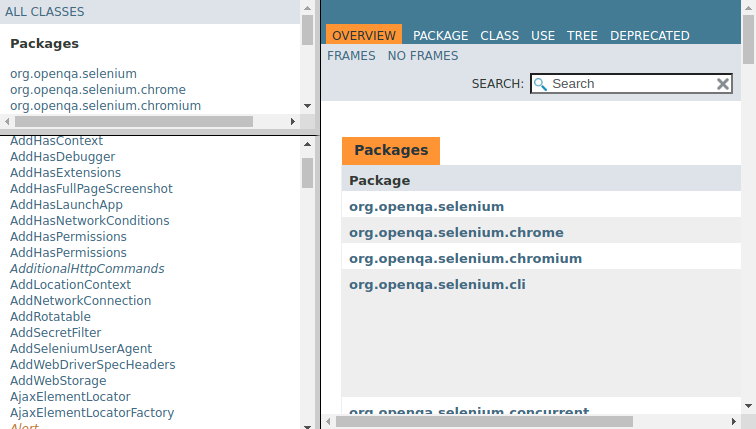 ALL CLASSES
Packages
org.openqa.selenium
org.openqa.selenium.chrome
org.openqa.selenium.chromium
AddHasContext
AddHasDebugger
AddHasExtensions
AddHasFullPageScreenshot
AddHasLaunchApp
AddHasNetworkConditions
AddHasPermissions
AddHasPermissions
AdditionalHttpCommands
AddLocationContext
AddNetworkConnection
AddRotatable
AddSecretFilter
AddSeleniumUserAgent
AddWebDriverSpecHeaders
AddWebStorage
AjaxElementLocator
AjaxElementLocatorFactory
Alert
OVERVIEW PACKAGE CLASS USE TREE DEPRECATED
FRAMES NO FRAMES
SEARCH: Search
Packages
Package
org.openqa.selenium
org.openqa.selenium.chrome
org.openqa.selenium.chromium
org.openqa.selenium.cli
org.openqa.selenium.concurrent